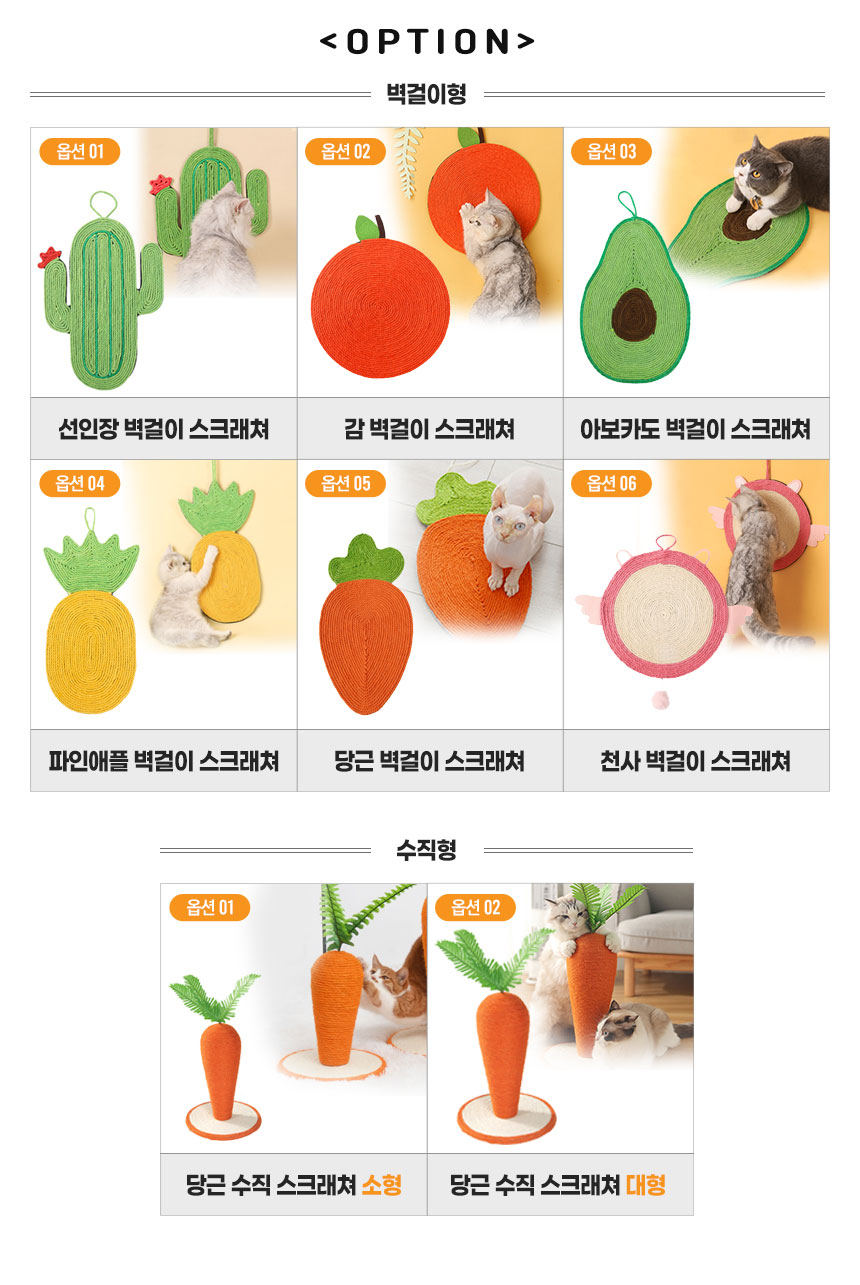 <OPTION>
벽걸이형
옵션 01
옵션 02
옵션 03
선인장 벽걸이 스크래쳐
감 벽걸이 스크래쳐
아보카도 벽걸이 스크래쳐
옵션 04
옵션 05
옵션 06
파인애플 벽걸이 스크래쳐
당근 벽걸이 스크래쳐
천사 벽걸이 스크래쳐
수직형
옵션 01
옵션 02
당근 수직 스크래쳐 소형
당근 수직 스크래쳐 대형